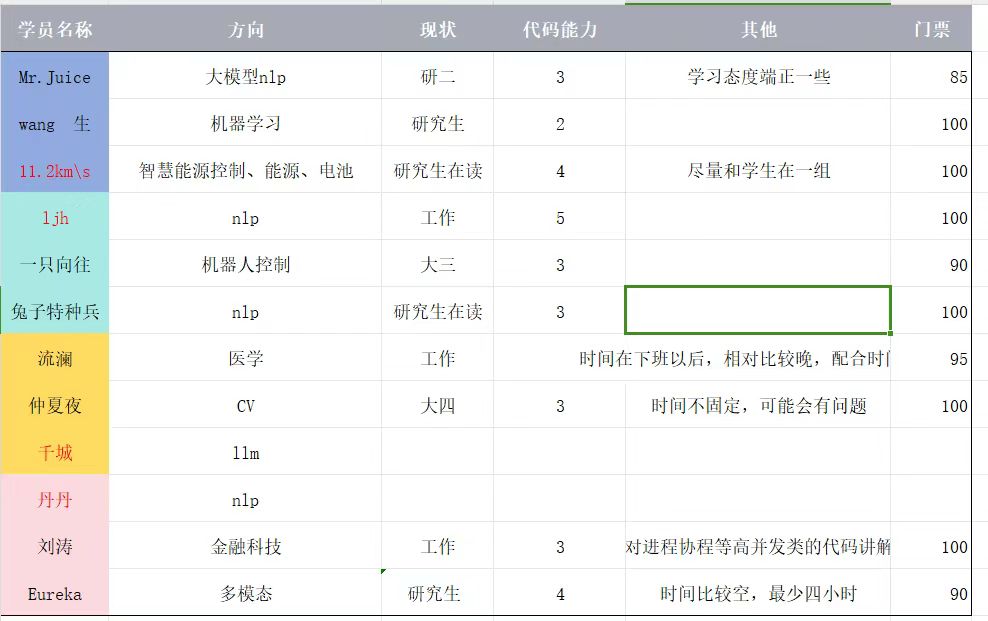 学员名称 方向 现状 代码能力 其他 门票
Mr.Juice 大模型nlp 研二 3 学习态度端正一些 85
wang 生 机器学习 研究生 2 100
11.2km\s 智慧能源控制、能源、电池 研究生在读 4 尽量和学生在一组 100
ljh nlp 工作 5 100
一只向往 机器人控制 大三 3 90
兔子特种兵 nlp 研究生在读 3 100
流澜 医学 工作 时间在下班以后，相对比较晚，配合时 95
仲夏夜 CV 大四 3 时间不固定，可能会有问题 100
千城 llm
丹丹 nlp
刘涛 金融科技 工作 3 对进程协程等高并发类的代码讲解 100
Eureka 多模态 研究生 4 时间比较空，最少四小时 90